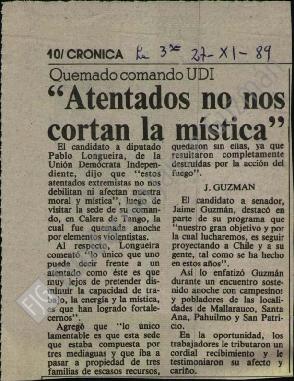 10/ CRONICA La 3ra 27-XI-89
Quemado comando UDI
“Atentados no nos
cortan la mística”
El candidato a diputado
Pablo Longueira, de la
Unión Demócrata Indepen-
diente, dijo que “estos
atentados extremistas no nos
debilitan ni afectan nuestra
moral y mística”, luego de
visitar la sede de su coman-
do, en Calera de Tango, la
cual fue quemada anoche
por elementos violentistas.
Al respecto, Longueira
comentó “lo único que uno
puede decir frente a un
atentado como éste es que
muy lejos de pretender dis-
minuir la capacidad de tra-
bajo, la energía y la mística,
es que han logrado fortale-
cernos”.
Agregó que “lo único
lamentable es que esta sede
que estaba compuesta por
tres mediaguas y que iba a
pasar a propiedad de tres
familias de escasos recursos,
quedaron sin ellas, ya que
resultaron completamente
destruidas por la acción del
fuego”.
J. GUZMAN
El candidato a senador,
Jaime Guzmán, destacó en
parte de su programa que
“nuestro gran objetivo y por
la cual lucharemos, es seguir
proyectando a Chile y a su
gente, tal como se ha hecho
en estos años”.
Así lo enfatizó Guzmán
durante un encuentro soste-
nido anoche con campesinos
y pobladores de las locali-
dades de Mallarauco, Santa
Ana, Pahuilmo y San Patri-
cio.
En la oportunidad, los
trabajadores le tributaron un
cordial recibimiento y le
testimoniaron su afecto y
cariño.